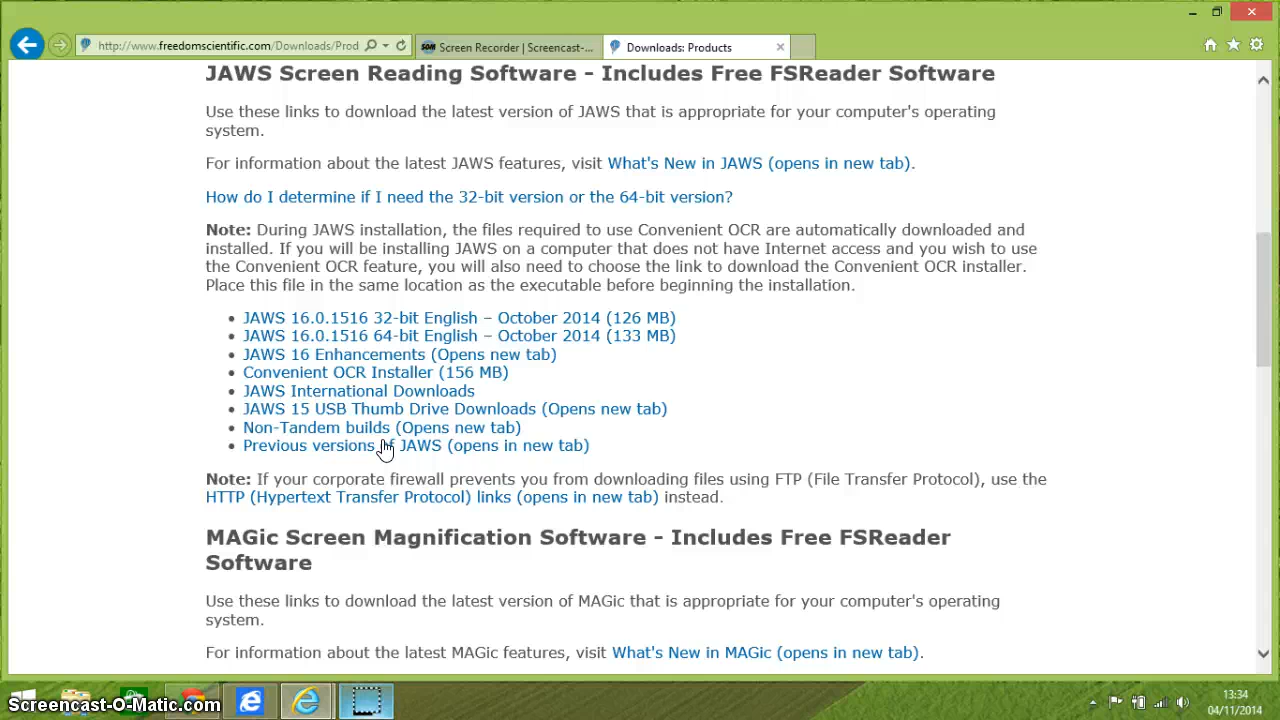 http://www.freedomscientific.com/Downloads/Prod
Screen Recorder | Screencast-...
Downloads: Products
JAWS Screen Reading Software - Includes Free FSReader Software
Use these links to download the latest version of JAWS that is appropriate for your computer's operating
system.
For information about the latest JAWS features, visit What's New in JAWS (opens in new tab).
How do I determine if I need the 32-bit version or the 64-bit version?
Note: During JAWS installation, the files required to use Convenient OCR are automatically downloaded and
installed. If you will be installing JAWS on a computer that does not have Internet access and you wish to use
the Convenient OCR feature, you will also need to choose the link to download the Convenient OCR installer.
Place this file in the same location as the executable before beginning the installation.
JAWS 16.0.1516 32-bit English – October 2014 (126 MB)
JAWS 16.0.1516 64-bit English – October 2014 (133 MB)
JAWS 16 Enhancements (Opens new tab)
Convenient OCR Installer (156 MB)
JAWS International Downloads
JAWS 15 USB Thumb Drive Downloads (Opens new tab)
Non-Tandem builds (Opens new tab)
Previous versions of JAWS (opens in new tab)
Note: If your corporate firewall prevents you from downloading files using FTP (File Transfer Protocol), use the
HTTP (Hypertext Transfer Protocol) links (opens in new tab) instead.
MAGic Screen Magnification Software - Includes Free FSReader
Software
Use these links to download the latest version of MAGic that is appropriate for your computer's operating
system.
For information about the latest MAGic features, visit What's New in MAGic (opens in new tab).
Screencast-O-Matic.com
13:34
04/11/2014